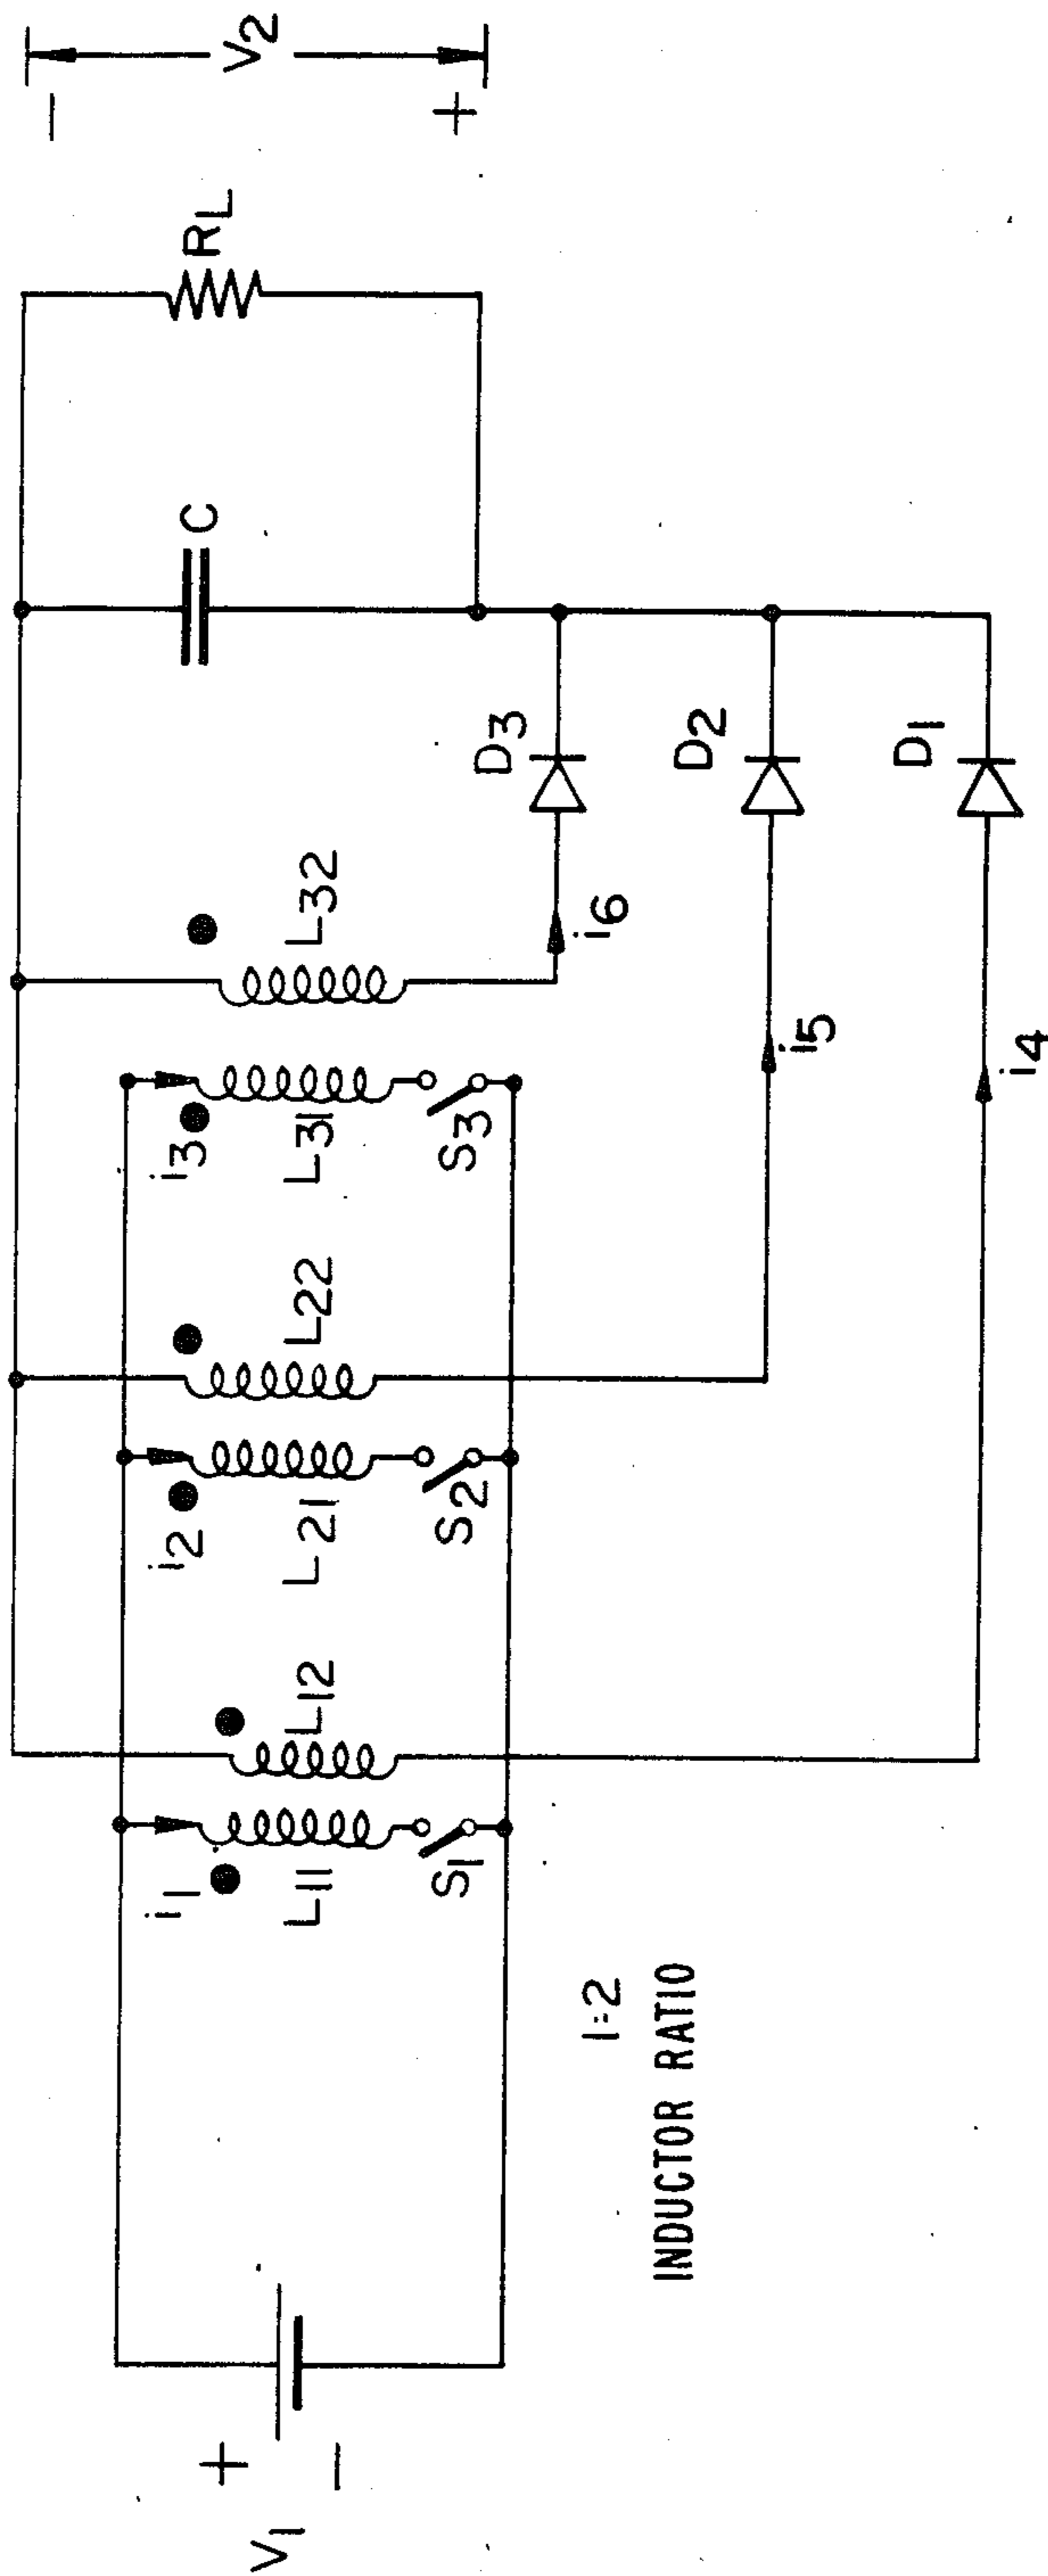 V1
+
−
i1
L11
S1
L12
i2
L21
S2
L22
i3
L31
S3
L32
i4
i5
i6
D3
D2
D1
C
RL
−
V2
+
1:2
INDUCTOR RATIO